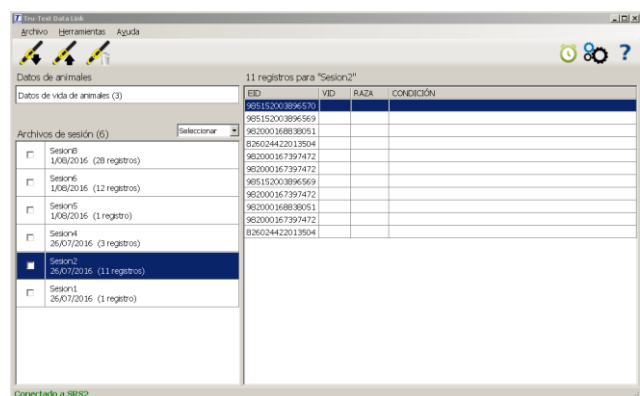 Tru-Test Data Link
Archivo Herramientas Ayuda
Datos de animales
Datos de vida de animales (3)
Archivos de sesión (6)
Seleccionar
Sesion8
1/08/2016 (28 registros)
Sesion6
1/08/2016 (12 registros)
Sesion5
1/08/2016 (1 registro)
Sesion4
26/07/2016 (3 registros)
Sesion2
26/07/2016 (11 registros)
Sesion1
26/07/2016 (1 registro)
11 registros para "Sesion2"
EID VID RAZA CONDICIÓN
985152003896570
985152003896569
982000168838051
826024422013504
982000167397472
982000167397472
985152003896569
982000167397472
982000168838051
982000167397472
826024422013504
Conectado a SRS2